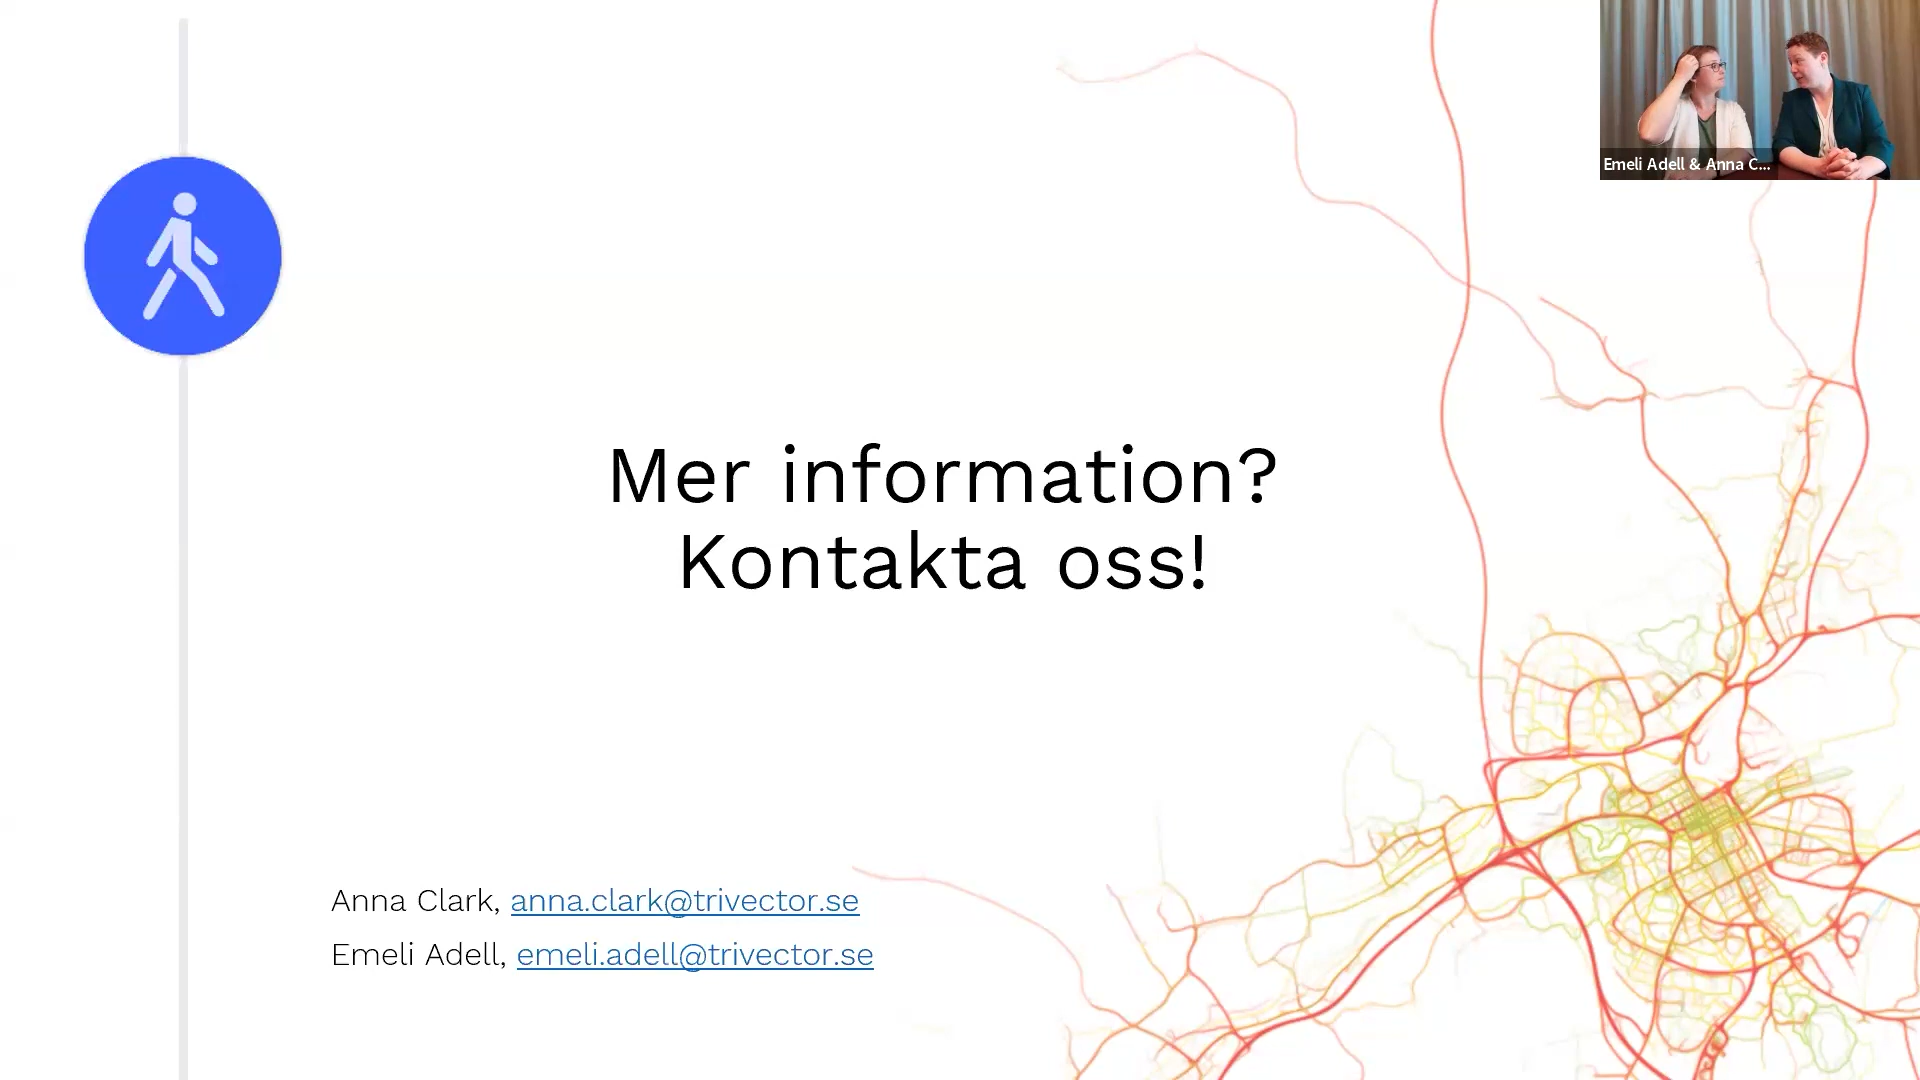 Emeli Adell & Anna C...
Mer information?
Kontakta oss!
Anna Clark, anna.clark@trivector.se
Emeli Adell, emeli.adell@trivector.se